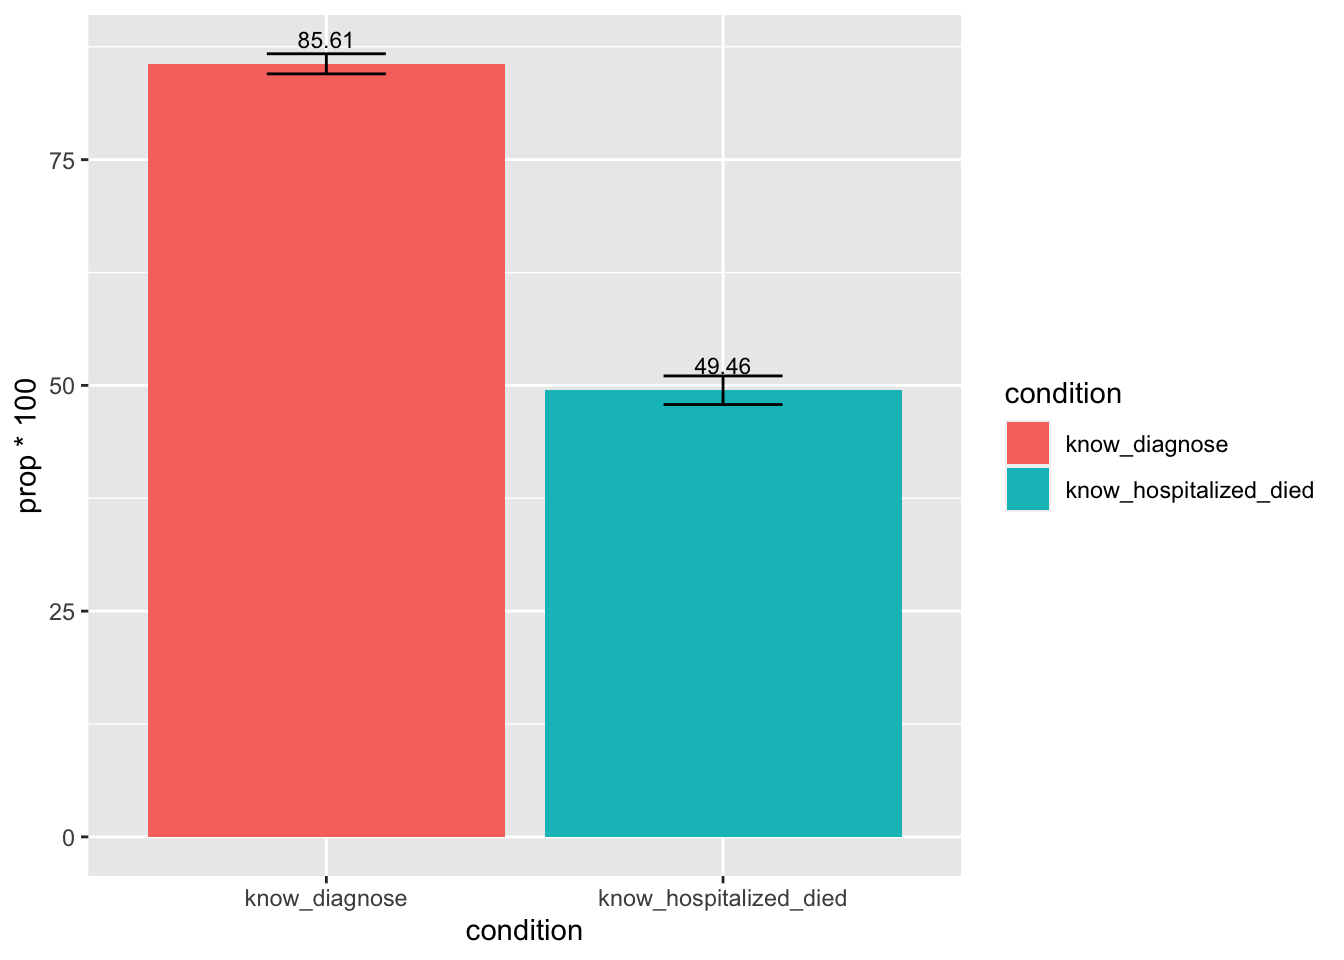 85.61
49.46
75
50
25
0
prop * 100
know_diagnose
know_hospitalized_died
condition
condition
know_diagnose
know_hospitalized_died